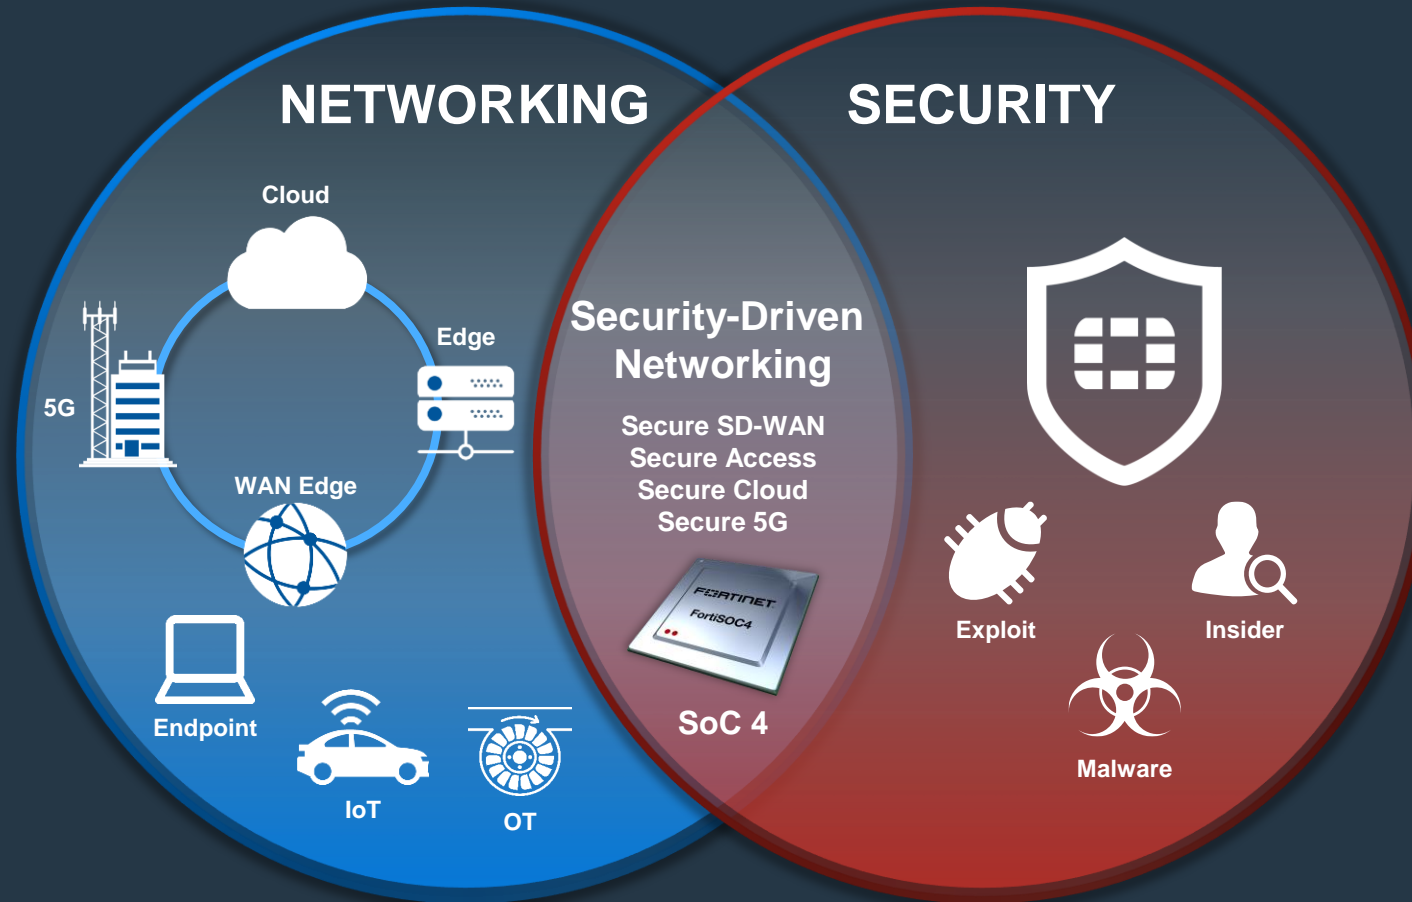 NETWORKING
SECURITY
Cloud
Edge
5G
WAN Edge
Endpoint
IoT
OT
Security-Driven
Networking
Secure SD-WAN
Secure Access
Secure Cloud
Secure 5G
FORTINET
FortiSOC4
SoC 4
Exploit
Insider
Malware